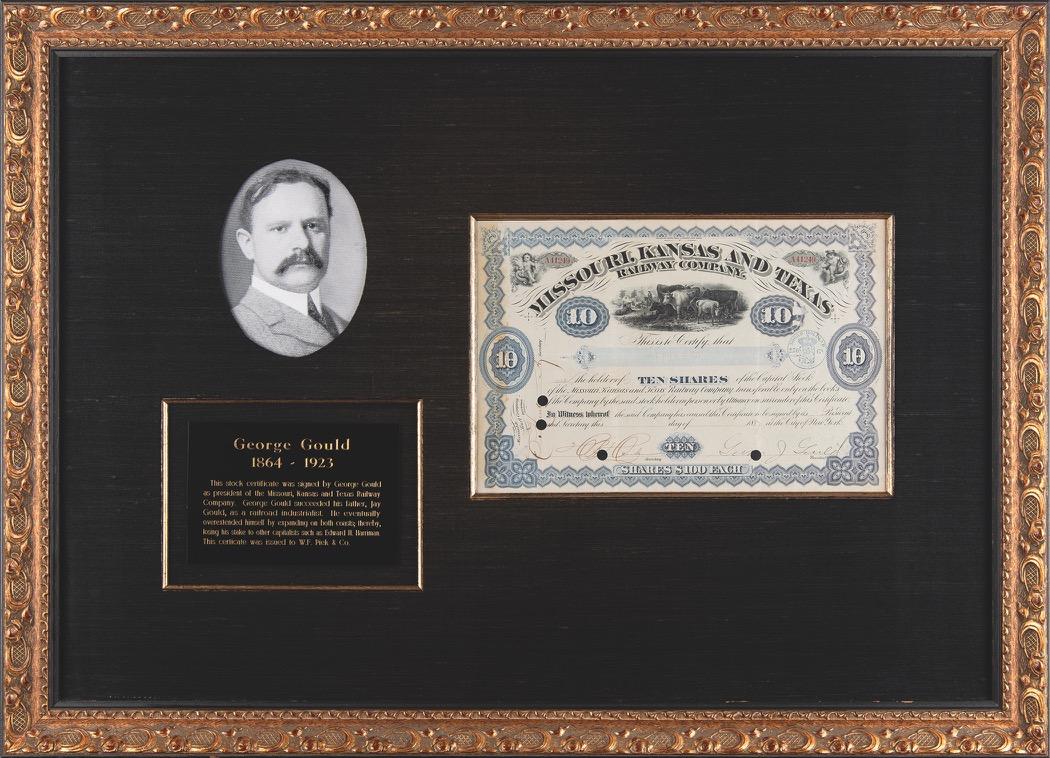 George Gould
1864 - 1923
This stock certificate was signed by George Gould
as president of the Missouri, Kansas and Texas Railway
Company. George Gould succeeded his father, Jay
Gould, as a railroad industrialist. He eventually
overextended himself by expanding on both coasts; thereby,
losing his stake to other capitalists such as Edward H. Harriman.
This certicate was issued to W.F. Pick & Co.
A41249 A41249
MISSOURI, KANSAS AND TEXAS
RAILWAY COMPANY.
10 10
This is to Certify, that
10 10
the holder of TEN SHARES of the Capital Stock
of the Missouri, Kansas and Texas Railway Company, transferable only on the books
of the Company by the said stockholder in person or by Attorney on surrender of this Certificate.
In Witness whereof the said Company has caused this Certificate to be signed by its
and Secretary this day of 188 at the City of New York.
TEN
Secretary
SHARES $100 EACH